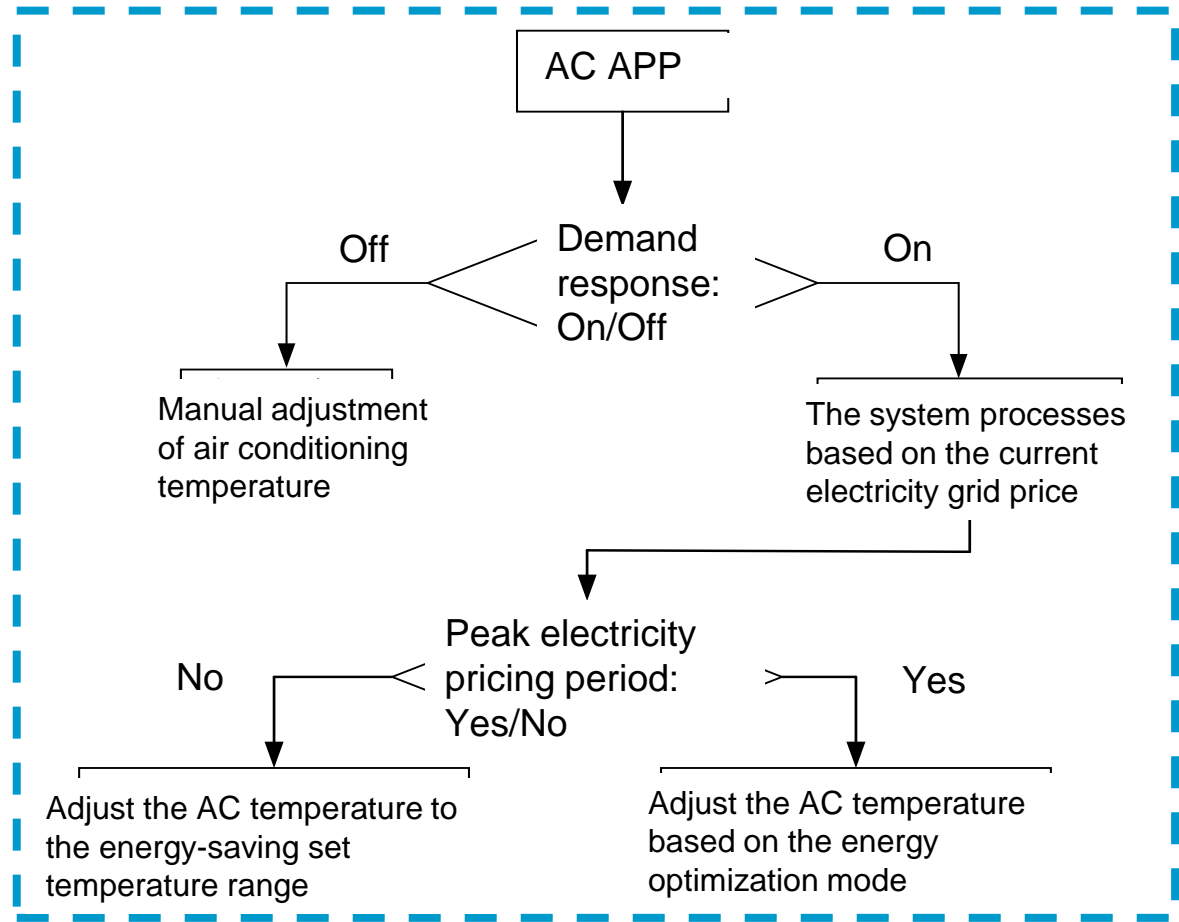 AC APP
Off
Demand
response:
On/Off
On
Manual adjustment
of air conditioning
temperature
The system processes
based on the current
electricity grid price
No
Peak electricity
pricing period:
Yes/No
Yes
Adjust the AC temperature to
the energy-saving set
temperature range
Adjust the AC temperature
based on the energy
optimization mode